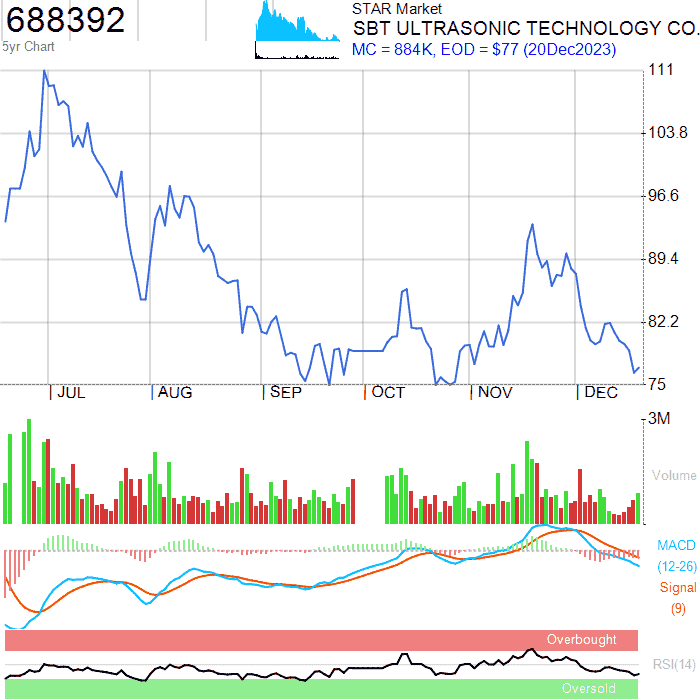 688392
5yr Chart
STAR Market
SBT ULTRASONIC TECHNOLOGY CO.
MC = 884K, EOD = $77 (20Dec2023)
111
103.8
96.6
89.4
82.2
75
JUL AUG SEP OCT NOV DEC
3M
Volume
MACD
(12-26)
Signal
(9)
Overbought
RSI(14)
Oversold